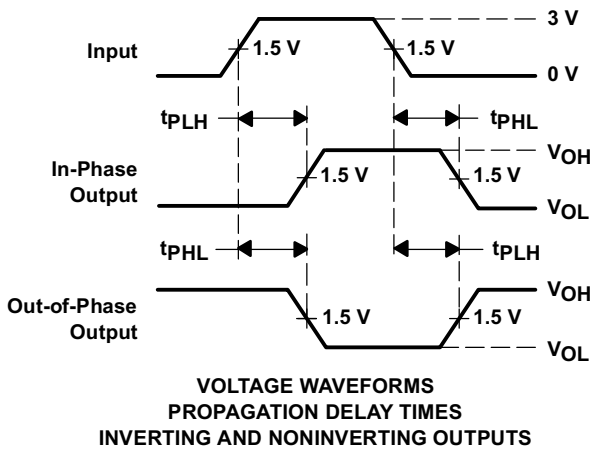 3 V
Input
1.5 V
1.5 V
0 V
tPLH
tPHL
VOH
In-Phase
Output
1.5 V
1.5 V
VOL
tPHL
tPLH
VOH
Out-of-Phase
Output
1.5 V
1.5 V
VOL
VOLTAGE WAVEFORMS
PROPAGATION DELAY TIMES
INVERTING AND NONINVERTING OUTPUTS